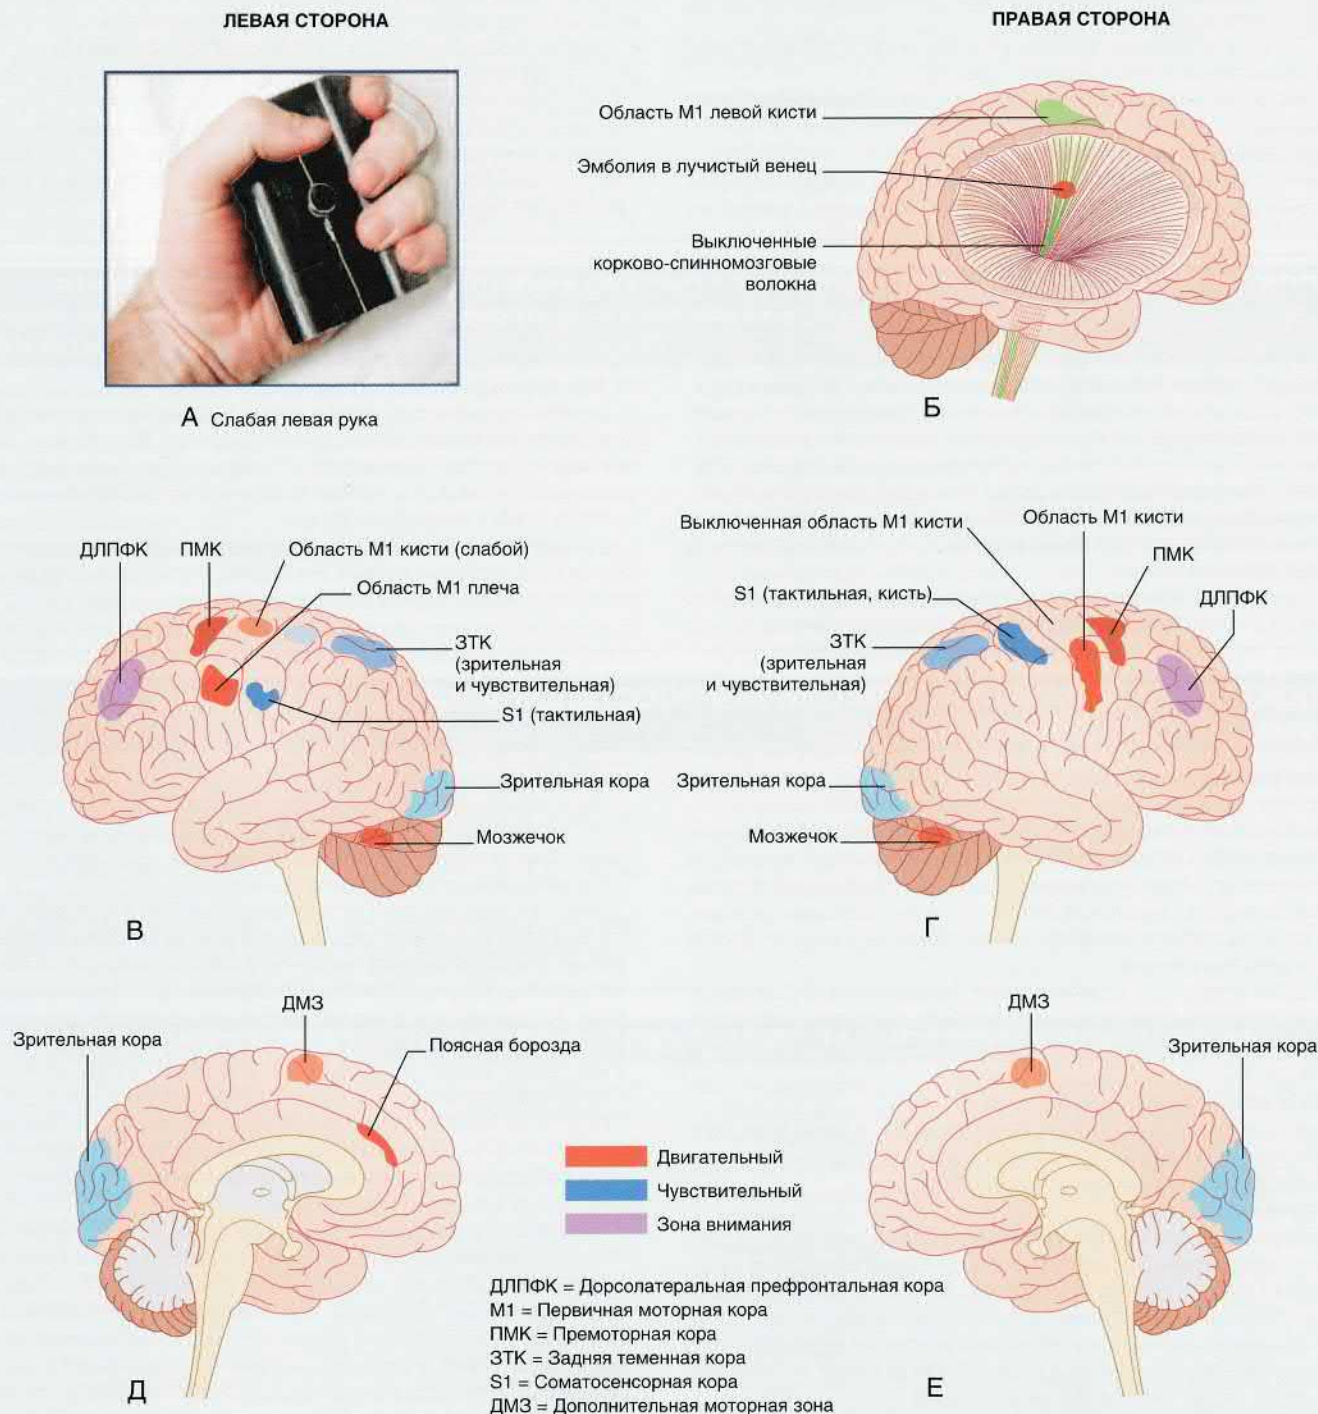 ЛЕВАЯ СТОРОНА
ПРАВАЯ СТОРОНА
А Слабая левая рука
Область М1 левой кисти
Эмболия в лучистый венец
Выключенные
корково-спинномозговые
волокна
Б
ДЛПФК
ПМК
Область М1 кисти (слабой)
Область М1 плеча
ЗТК
(зрительная
и чувствительная)
S1 (тактильная)
Зрительная кора
Мозжечок
В
Выключенная область М1 кисти
Область М1 кисти
ПМК
S1 (тактильная, кисть)
ДЛПФК
ЗТК
(зрительная
и чувствительная)
Зрительная кора
Мозжечок
Г
ДМЗ
Зрительная кора
Поясная борозда
Д
ДМЗ
Зрительная кора
Е
Двигательный
Чувствительный
Зона внимания
ДЛПФК = Дорсолатеральная префронтальная кора
М1 = Первичная моторная кора
ПМК = Премоторная кора
ЗТК = Задняя теменная кора
S1 = Соматосенсорная кора
ДМЗ = Дополнительная моторная зона